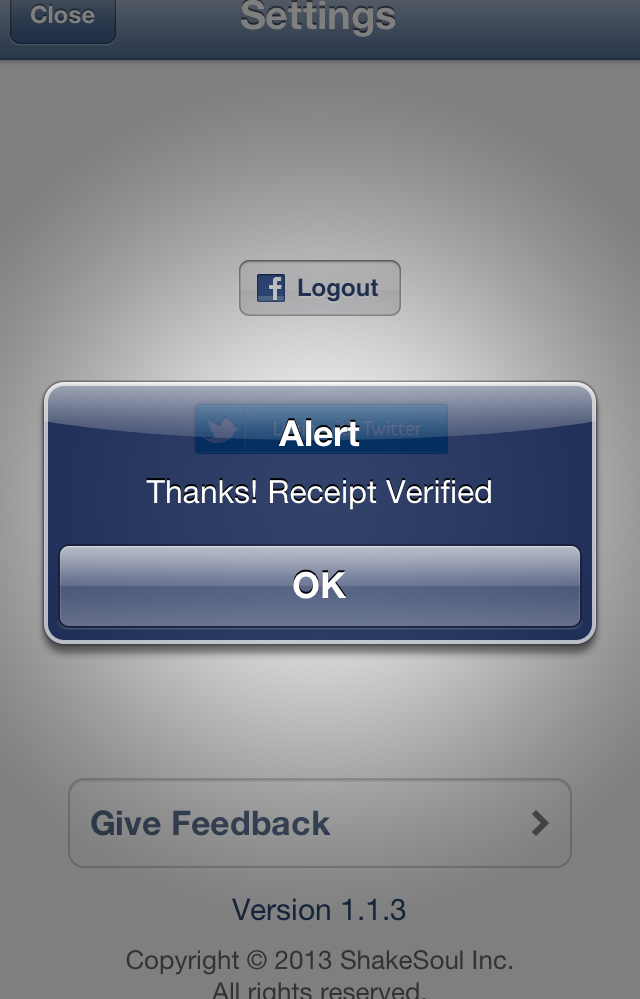 Close
Settings
Logout
Twitter
Alert
Thanks! Receipt Verified
OK
Give Feedback
Version 1.1.3
Copyright © 2013 ShakeSoul Inc.
All rights reserved.